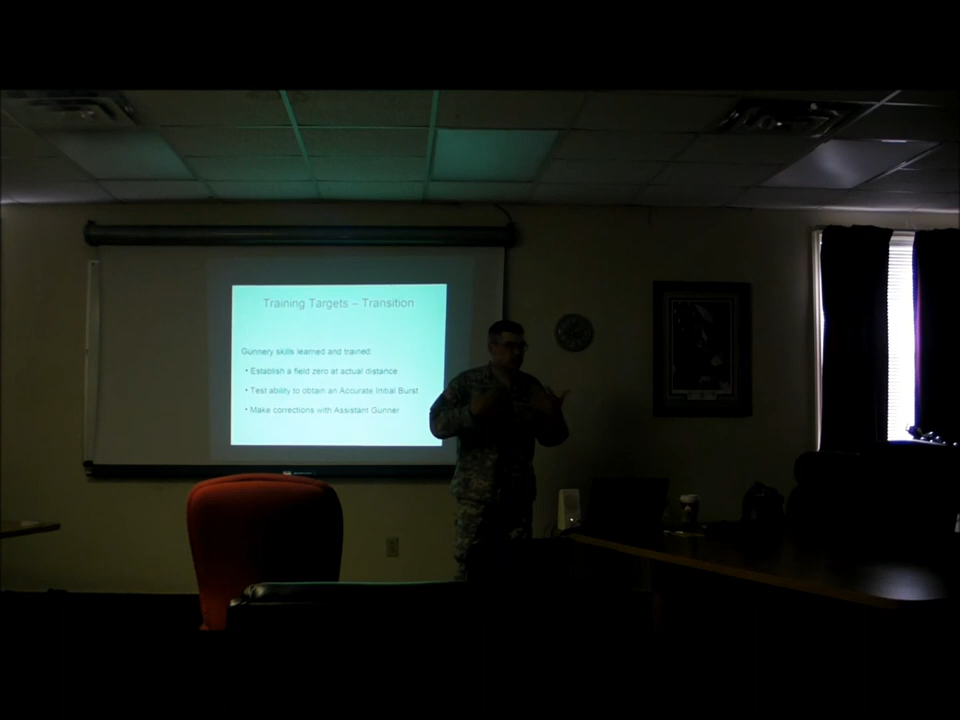 Training Targets – Transition
Gunnery skills learned and trained:
• Establish a field zero at actual distance
• Test ability to obtain an Accurate Initial Burst
• Make corrections with Assistant Gunner